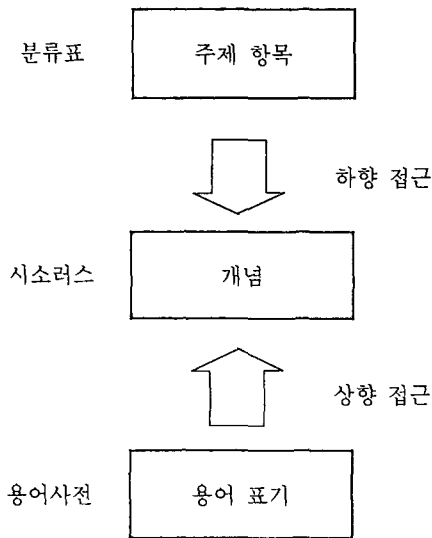 분류표 주제 항목
하향 접근
시소러스 개념
상향 접근
용어사전 용어 표기